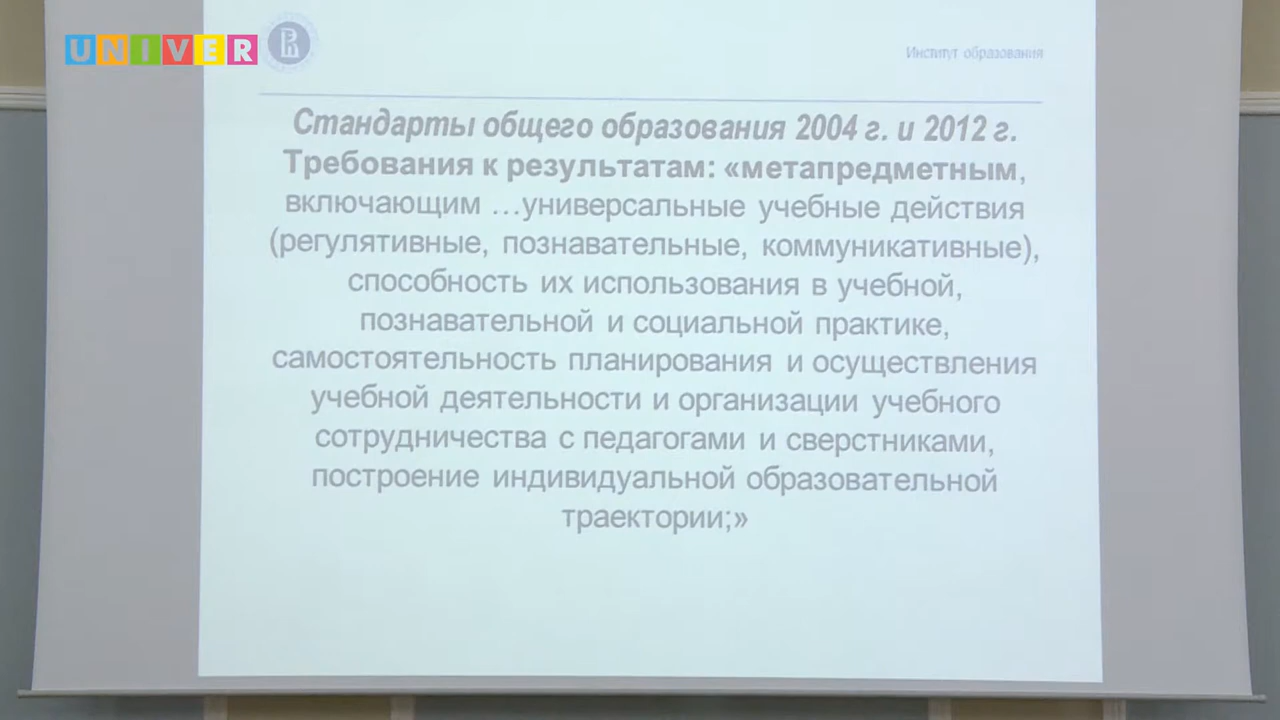 UNIVER
Институт образования
Стандарты общего образования 2004 г. и 2012 г.
Требования к результатам: «метапредметным,
включающим …универсальные учебные действия
(регулятивные, познавательные, коммуникативные),
способность их использования в учебной,
познавательной и социальной практике,
самостоятельность планирования и осуществления
учебной деятельности и организации учебного
сотрудничества с педагогами и сверстниками,
построение индивидуальной образовательной
траектории;»